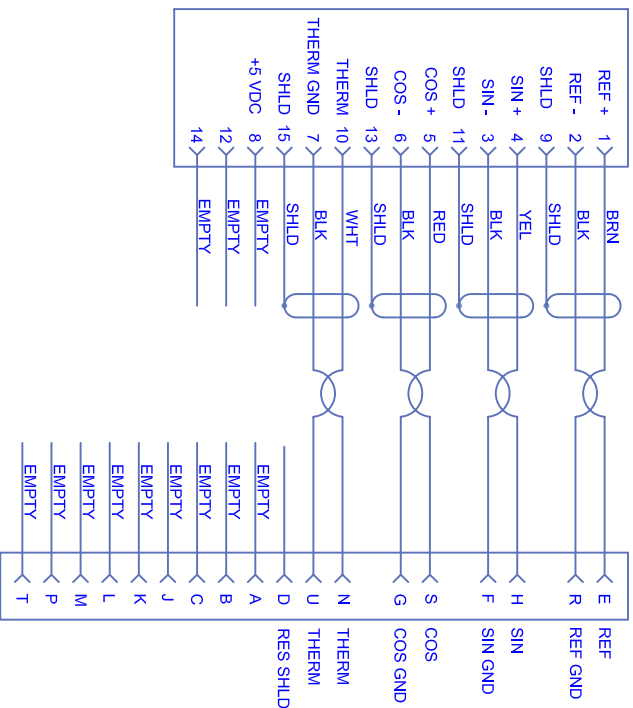 REF + 1
REF - 2
SHLD 9
SIN + 4
SIN - 3
SHLD 11
COS + 5
COS - 6
SHLD 13
THERM 10
THERM GND 7
SHLD 15
+5 VDC 8
12
14
BRN
BLK
SHLD
YEL
BLK
SHLD
RED
BLK
SHLD
WHT
BLK
SHLD
EMPTY
EMPTY
EMPTY
EMPTY
EMPTY
EMPTY
EMPTY
EMPTY
EMPTY
EMPTY
EMPTY
EMPTY
E REF
R REF GND
H SIN
F SIN GND
S COS
G COS GND
N THERM
U THERM
D RES SHLD
A
B
C
J
K
L
M
P
T